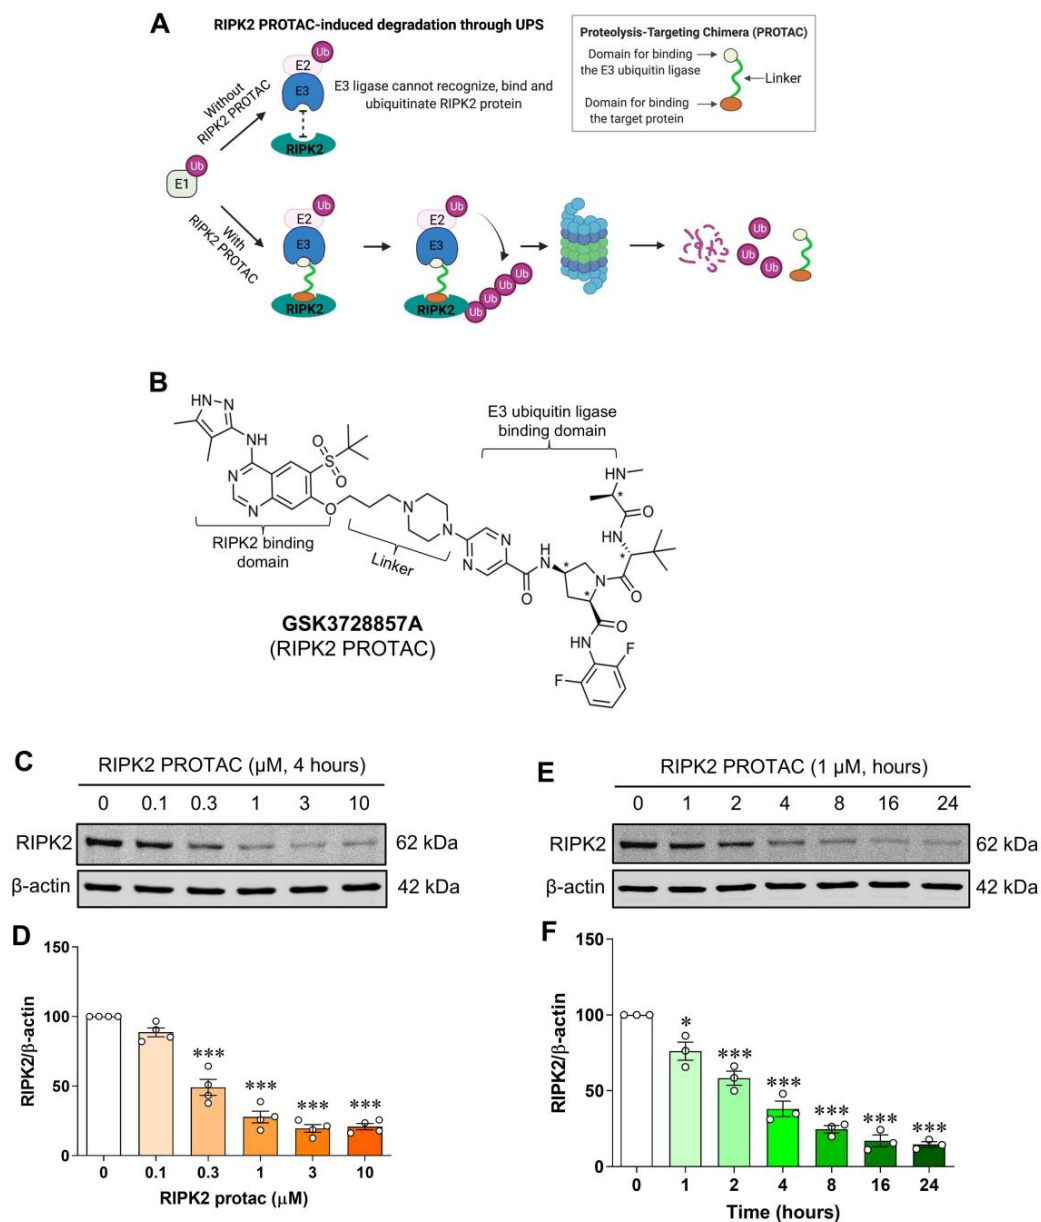 A
RIPK2 PROTAC-induced degradation through UPS
Proteolysis-Targeting Chimera (PROTAC)
Domain for binding
the E3 ubiquitin ligase
Linker
Domain for binding
the target protein
Without
RIPK2 PROTAC
Ub
E2
E3
RIPK2
E3 ligase cannot recognize, bind and
ubiquitinate RIPK2 protein
Ub
E1
With
RIPK2 PROTAC
Ub
E2
E3
RIPK2
Ub
E2
E3
RIPK2
Ub
Ub
Ub
Ub
Ub
Ub
Ub
B
HN
N
NH
N
N
O
S
O
O
RIPK2 binding
domain
Linker
N
N
N
N
O
H
N
E3 ubiquitin ligase
binding domain
HN
*
O
HN
*
O
N
*
*
O
HN
F
F
GSK3728857A
(RIPK2 PROTAC)
C
RIPK2 PROTAC (μM, 4 hours)
0 0.1 0.3 1 3 10
RIPK2 62 kDa
β-actin 42 kDa
D
RIPK2/β-actin
150
100
50
0
***
***
***
***
0 0.1 0.3 1 3 10
RIPK2 protac (μM)
E
RIPK2 PROTAC (1 μM, hours)
0 1 2 4 8 16 24
RIPK2 62 kDa
β-actin 42 kDa
F
RIPK2/β-actin
150
100
50
0
*
***
***
***
***
***
0 1 2 4 8 16 24
Time (hours)